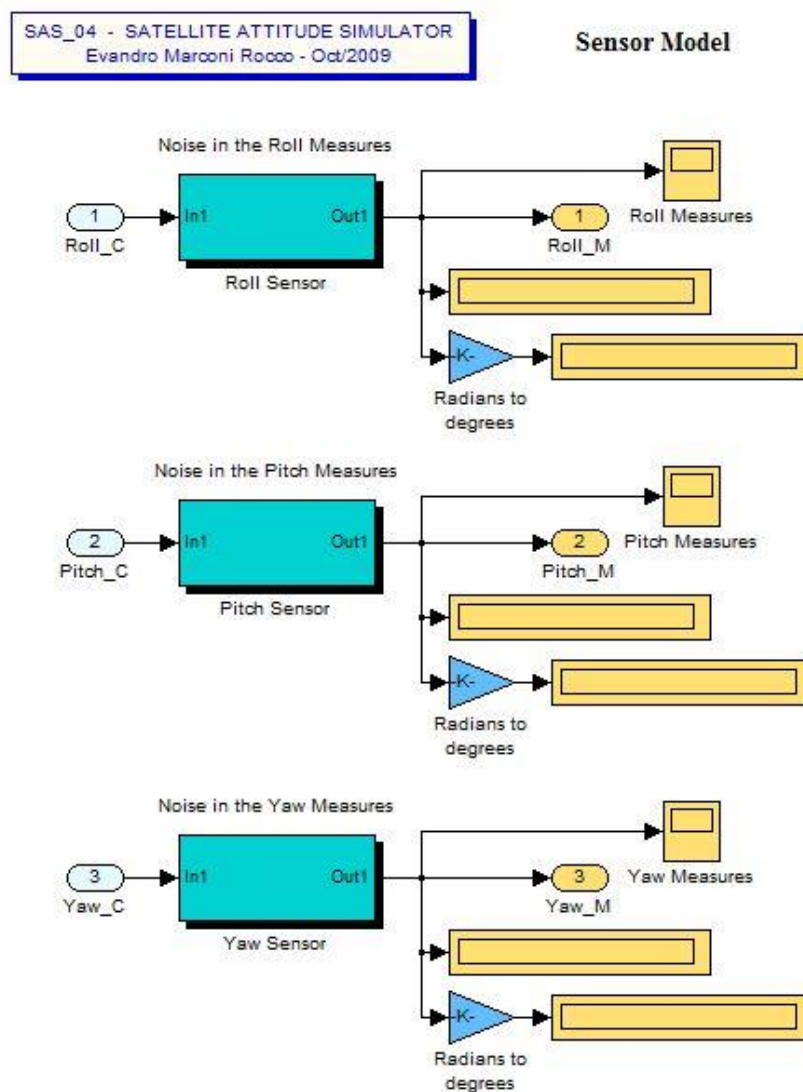 SAS_04 - SATELLITE ATTITUDE SIMULATOR
Evandro Marconi Rocco - Oct/2009
Sensor Model
Noise in the Roll Measures
1
Roll_C
In1
Out1
Roll Sensor
Roll Measures
1
Roll_M
-K-
Radians to
degrees
Noise in the Pitch Measures
2
Pitch_C
In1
Out1
Pitch Sensor
Pitch Measures
2
Pitch_M
-K-
Radians to
degrees
Noise in the Yaw Measures
3
Yaw_C
In1
Out1
Yaw Sensor
Yaw Measures
3
Yaw_M
-K-
Radians to
degrees